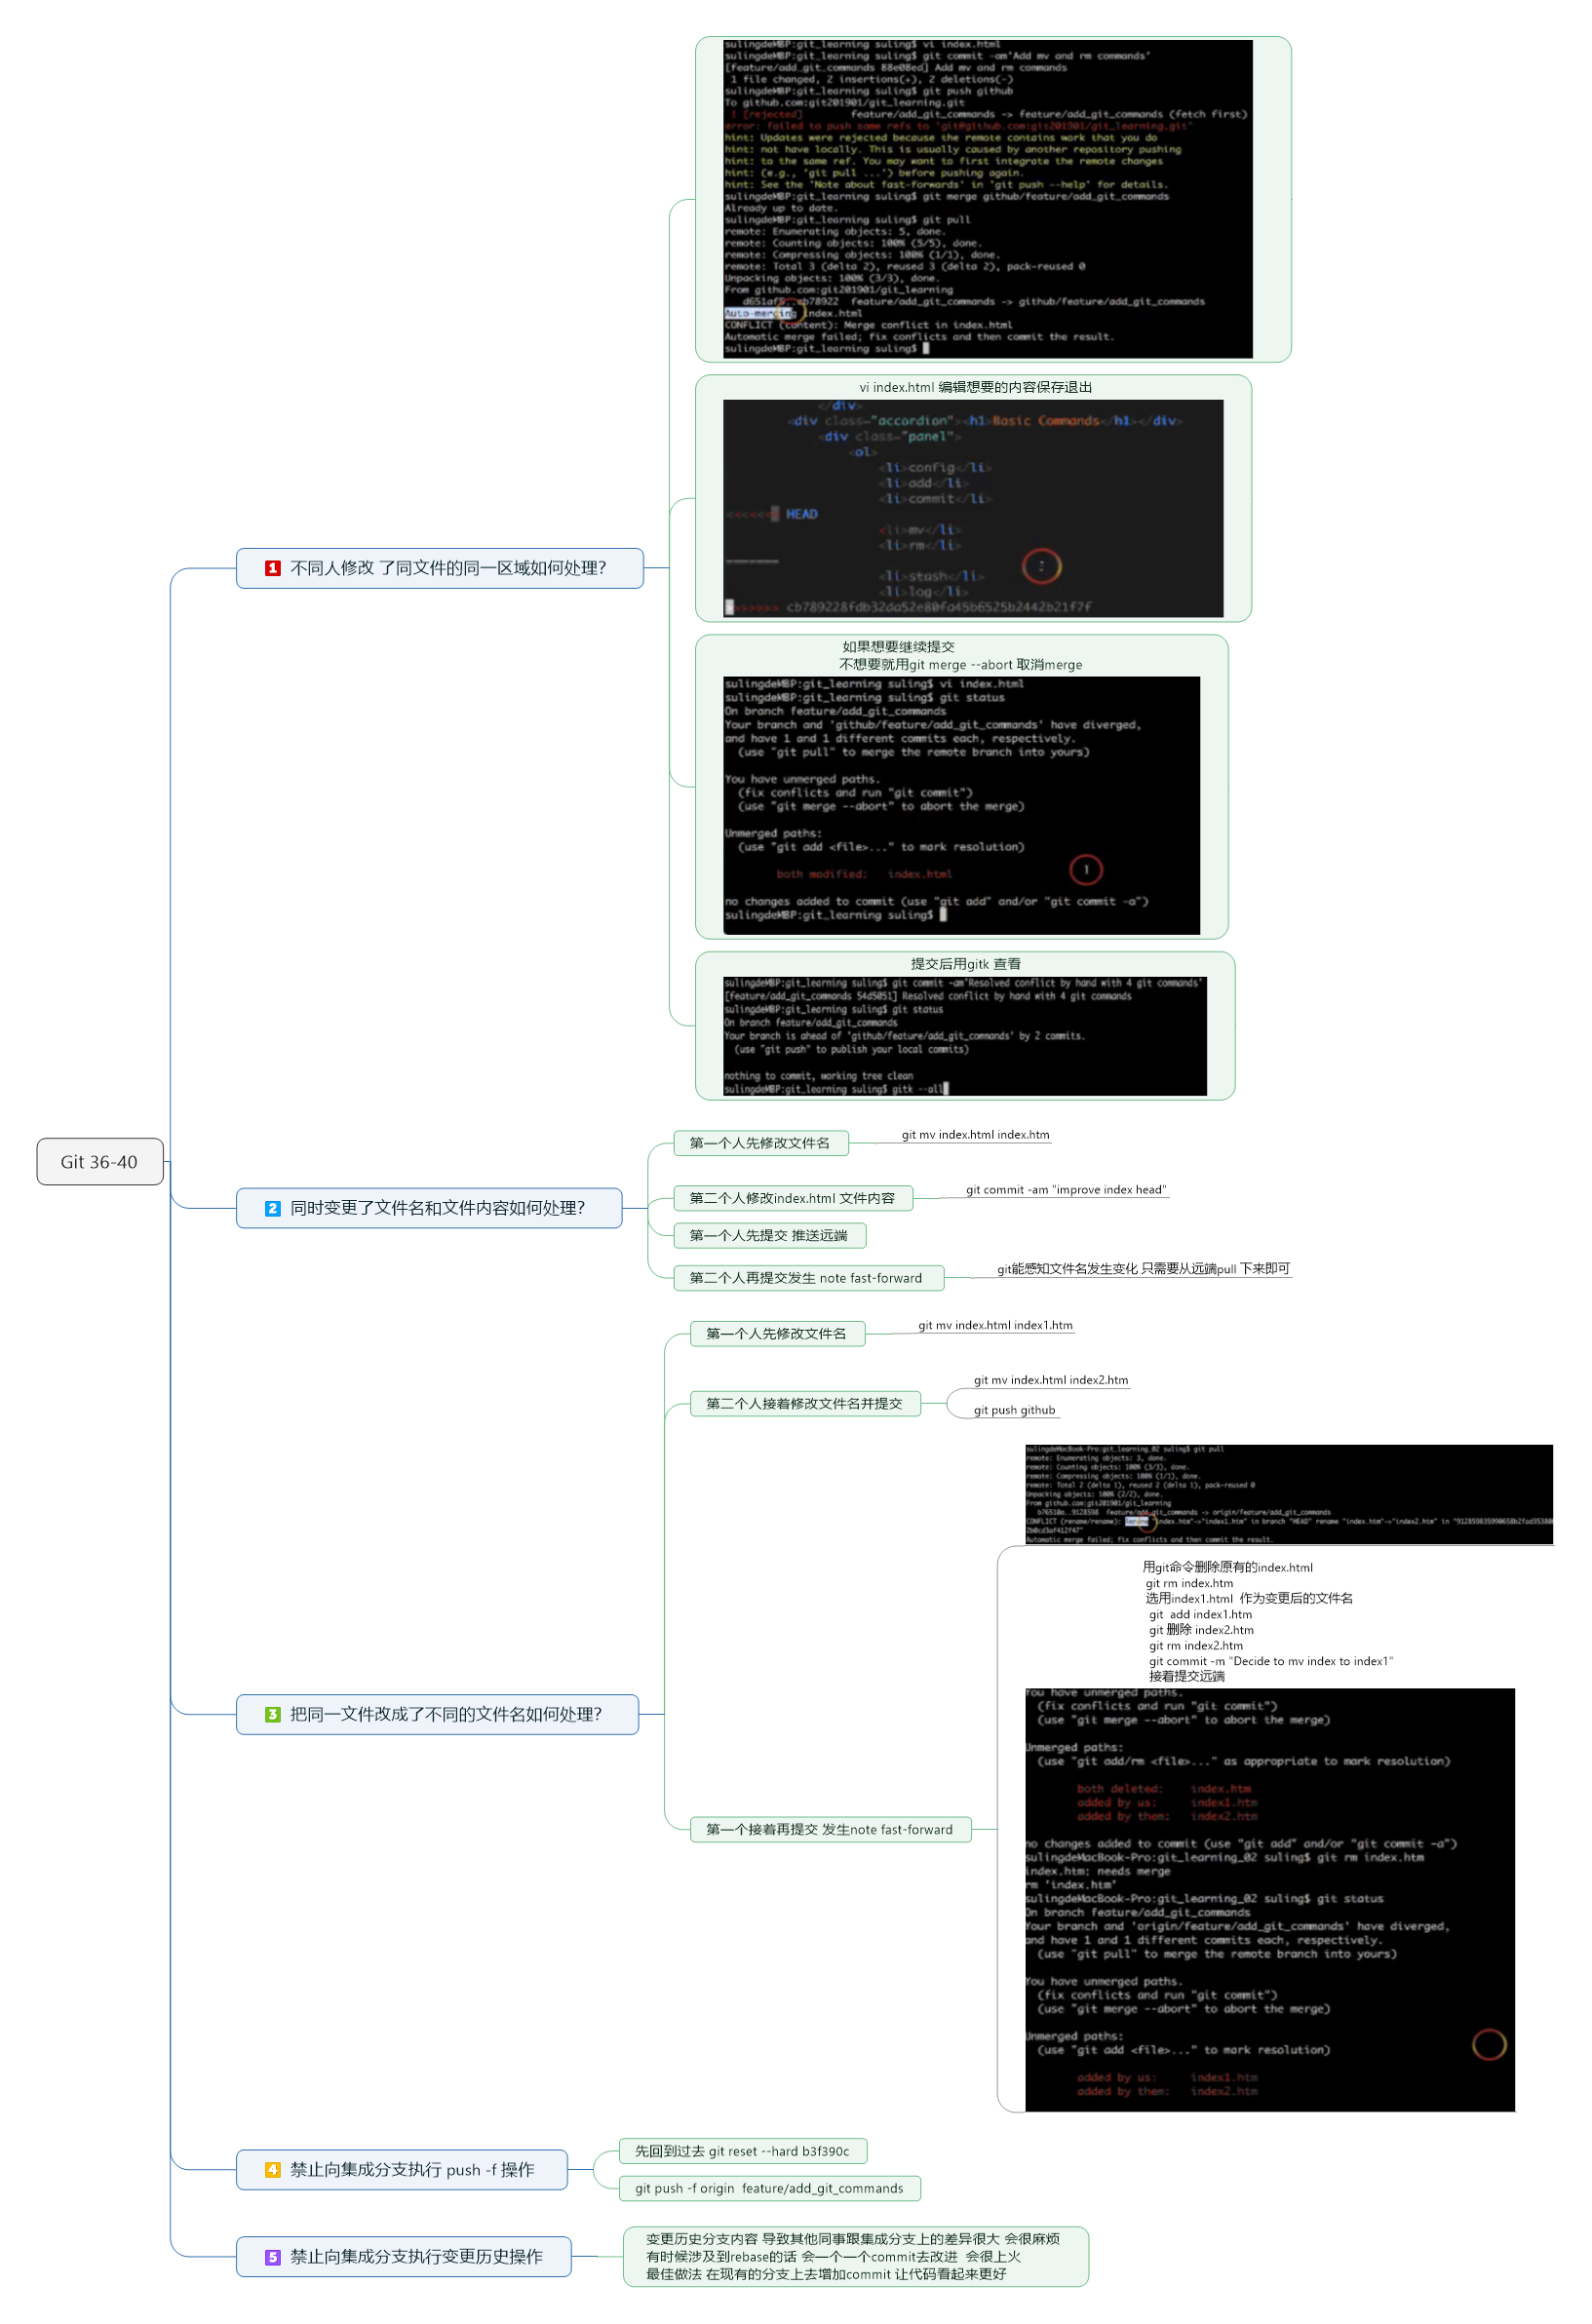 Git 36-40
1 不同人修改 了同文件的同一区域如何处理?
sulingdeMBP:git_learning suling$ vi index.html
sulingdeMBP:git_learning suling$ git commit -am'Add mv and rm commands'
[feature/add_git_commands 88e08ed] Add mv and rm commands
1 file changed, 2 insertions(+), 2 deletions(-)
sulingdeMBP:git_learning suling$ git push github
To github.com:git201901/git_learning.git
! [rejected] feature/add_git_commands -> feature/add_git_commands (fetch first)
error: failed to push some refs to 'git@github.com:git201901/git_learning.git'
hint: Updates were rejected because the remote contains work that you do
hint: not have locally. This is usually caused by another repository pushing
hint: to the same ref. You may want to first integrate the remote changes
hint: (e.g., 'git pull ...') before pushing again.
hint: See the 'Note about fast-forwards' in 'git push --help' for details.
sulingdeMBP:git_learning suling$ git merge github/feature/add_git_commands
Already up to date.
sulingdeMBP:git_learning suling$ git pull
remote: Enumerating objects: 5, done.
remote: Counting objects: 100% (5/5), done.
remote: Compressing objects: 100% (1/1), done.
remote: Total 3 (delta 2), reused 3 (delta 2), pack-reused 0
Unpacking objects: 100% (3/3), done.
From github.com:git201901/git_learning
d651af5..cb78922 feature/add_git_commands -> github/feature/add_git_commands
Auto-merging index.html
CONFLICT (content): Merge conflict in index.html
Automatic merge failed; fix conflicts and then commit the result.
sulingdeMBP:git_learning suling$
vi index.html 编辑想要的内容保存退出
</div>
<div class="accordion"><h1>Basic Commands</h1></div>
<div class="panel">
<ol>
<li>config</li>
<li>add</li>
<li>commit</li>
<<<<<<< HEAD
<li>mv</li>
<li>rm</li>
=======
<li>stash</li>
<li>log</li>
>>>>>>> cb789228fdb32da52e80fa45b6525b2442b21f7f
如果想要继续提交
不想要就用git merge --abort 取消merge
sulingdeMBP:git_learning suling$ vi index.html
sulingdeMBP:git_learning suling$ git status
On branch feature/add_git_commands
Your branch and 'github/feature/add_git_commands' have diverged,
and have 1 and 1 different commits each, respectively.
(use "git pull" to merge the remote branch into yours)
You have unmerged paths.
(fix conflicts and run "git commit")
(use "git merge --abort" to abort the merge)
Unmerged paths:
(use "git add <file>..." to mark resolution)
both modified: index.html
no changes added to commit (use "git add" and/or "git commit -a")
sulingdeMBP:git_learning suling$
提交后用gitk 查看
sulingdeMBP:git_learning suling$ git commit -am'Resolved conflict by hand with 4 git commands'
[feature/add_git_commands 54d5051] Resolved conflict by hand with 4 git commands
sulingdeMBP:git_learning suling$ git status
On branch feature/add_git_commands
Your branch is ahead of 'github/feature/add_git_commands' by 2 commits.
(use "git push" to publish your local commits)
nothing to commit, working tree clean
sulingdeMBP:git_learning suling$ gitk --all
2 同时变更了文件名和文件内容如何处理?
第一个人先修改文件名
git mv index.html index.htm
第二个人修改index.html 文件内容
git commit -am "improve index head"
第一个人先提交 推送远端
第二个人再提交发生 note fast-forward
git能感知文件名发生变化 只需要从远端pull 下来即可
3 把同一文件改成了不同的文件名如何处理?
第一个人先修改文件名
git mv index.html index1.htm
第二个人接着修改文件名并提交
git mv index.html index2.htm
git push github
第一个接着再提交 发生note fast-forward
sulingdeMacBook-Pro:git_learning_02 suling$ git pull
remote: Enumerating objects: 3, done.
remote: Counting objects: 100% (3/3), done.
remote: Compressing objects: 100% (1/1), done.
remote: Total 2 (delta 1), reused 2 (delta 1), pack-reused 0
Unpacking objects: 100% (2/2), done.
From github.com:git201901/git_learning
b76510a..9128598 feature/add_git_commands -> origin/feature/add_git_commands
CONFLICT (rename/rename): Rename "index.htm"->"index1.htm" in branch "HEAD" rename "index.htm"->"index2.htm" in
2b0cd3af412f47"
Automatic merge failed; fix conflicts and then commit the result.
用git命令删除原有的index.html
git rm index.htm
选用index1.html 作为变更后的文件名
git add index1.htm
git 删除 index2.htm
git rm index2.htm
git commit -m "Decide to mv index to index1"
接着提交远端
You have unmerged paths.
(fix conflicts and run "git commit")
(use "git merge --abort" to abort the merge)
Unmerged paths:
(use "git add/rm <file>..." as appropriate to mark resolution)
both deleted: index.htm
added by us: index1.htm
added by them: index2.htm
no changes added to commit (use "git add" and/or "git commit -a")
sulingdeMacBook-Pro:git_learning_02 suling$ git rm index.htm
index.htm: needs merge
rm 'index.htm'
sulingdeMacBook-Pro:git_learning_02 suling$ git status
On branch feature/add_git_commands
Your branch and 'origin/feature/add_git_commands' have diverged,
and have 1 and 1 different commits each, respectively.
(use "git pull" to merge the remote branch into yours)
You have unmerged paths.
(fix conflicts and run "git commit")
(use "git merge --abort" to abort the merge)
Unmerged paths:
(use "git add <file>..." to mark resolution)
added by us: index1.htm
added by them: index2.htm
4 禁止向集成分支执行 push -f 操作
先回到过去 git reset --hard b3f390c
git push -f origin feature/add_git_commands
5 禁止向集成分支执行变更历史操作
变更历史分支内容 导致其他同事跟集成分支上的差异很大 会很麻烦
有时候涉及到rebase的话 会一个一个commit去改进 会很上火
最佳做法 在现有的分支上去增加commit 让代码看起来更好